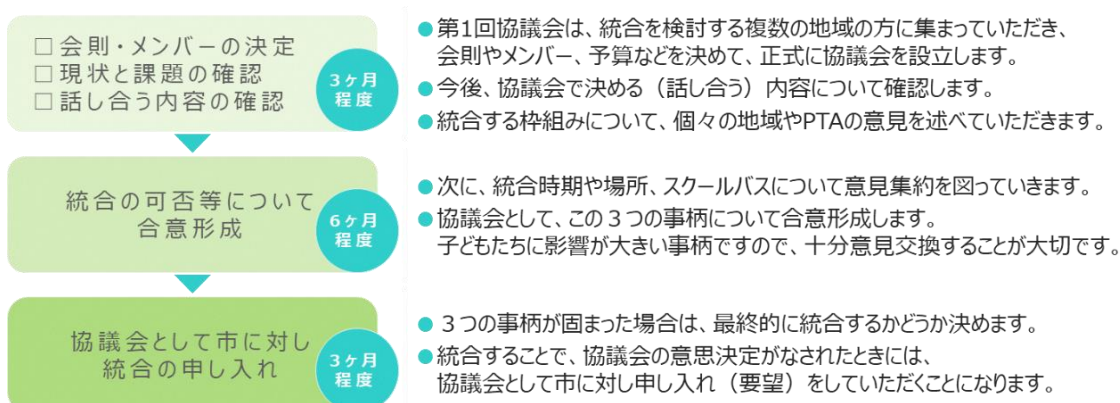 □会則・メンバーの決定
□現状と課題の確認
□話し合う内容の確認
3ヶ月
程度
●第1回協議会は、統合を検討する複数の地域の方に集まっていただき、
会則やメンバー、予算などを決めて、正式に協議会を設立します。
●今後、協議会で決める（話し合う）内容について確認します。
●統合する枠組みについて、個々の地域やPTAの意見を述べていただきます。
統合の可否等について
合意形成
6ヶ月
程度
●次に、統合時期や場所、スクールバスについて意見集約を図っていきます。
●協議会として、この３つの事柄について合意形成します。
子どもたちに影響が大きい事柄ですので、十分意見交換することが大切です。
協議会として市に対し
統合の申し入れ
3ヶ月
程度
●３つの事柄が固まった場合は、最終的に統合するかどうか決めます。
●統合することで、協議会の意思決定がなされたときには、
協議会として市に対し申し入れ（要望）をしていただくことになります。